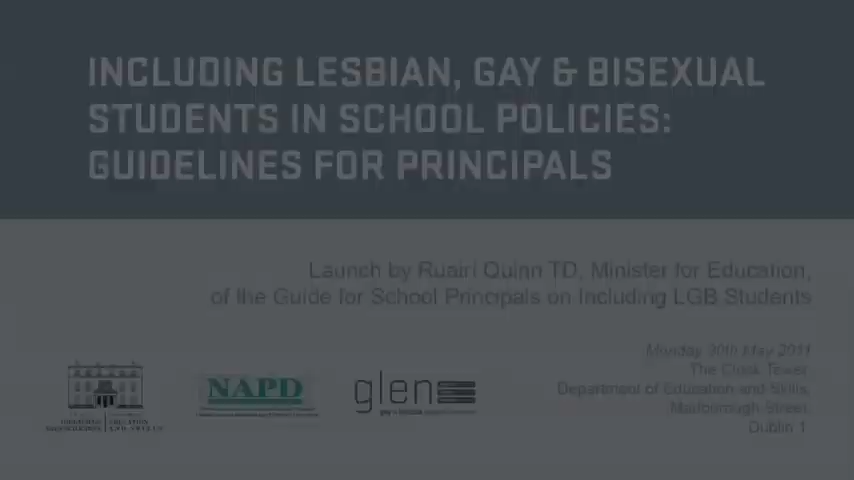 INCLUDING LESBIAN, GAY & BISEXUAL
STUDENTS IN SCHOOL POLICIES:
GUIDELINES FOR PRINCIPALS
Launch by Ruairi Quinn TD, Minister for Education,
of the Guide for School Principals on Including LGB Students
Monday 30th May 2011
The Clock Tower,
Department of Education and Skills,
Marlborough Street,
Dublin 1
NAPD
glen